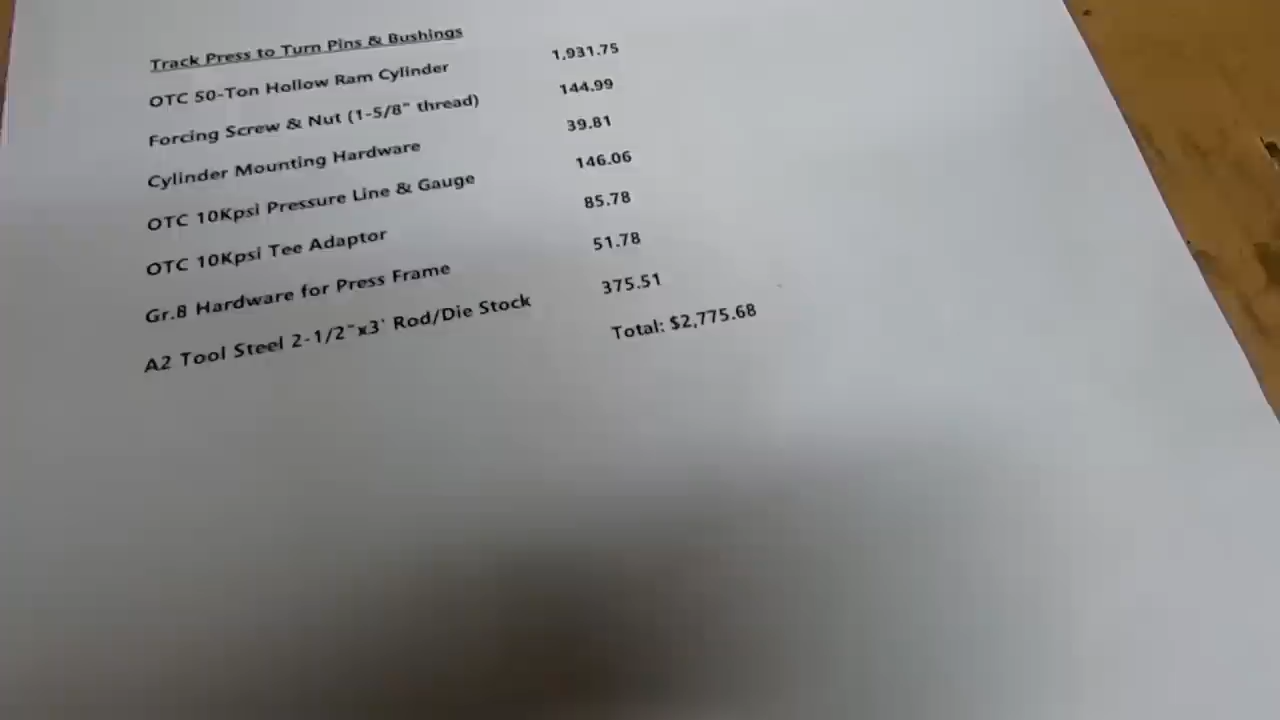 Track Press to Turn Pins & Bushings
OTC 50-Ton Hollow Ram Cylinder 1,931.75
Forcing Screw & Nut (1-5/8" thread) 144.99
Cylinder Mounting Hardware 39.81
OTC 10Kpsi Pressure Line & Gauge 146.06
OTC 10Kpsi Tee Adaptor 85.78
Gr.8 Hardware for Press Frame 51.78
A2 Tool Steel 2-1/2"x3' Rod/Die Stock 375.51
Total: $2,775.68